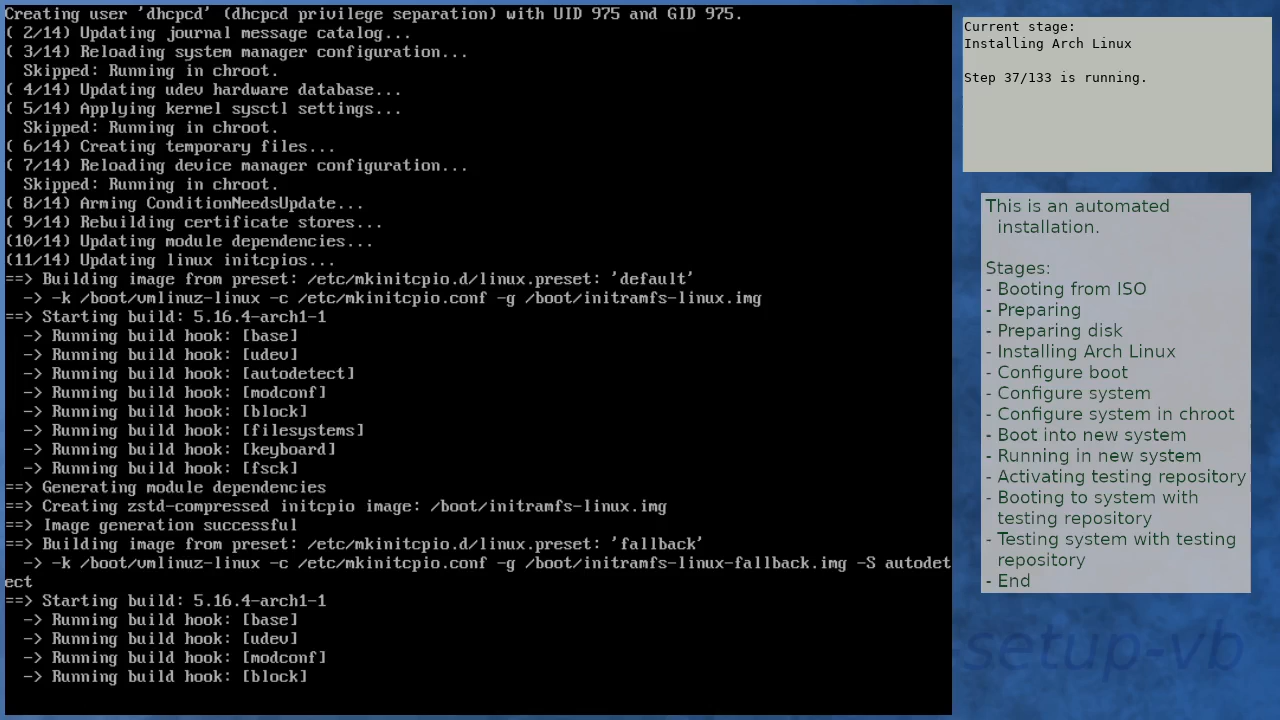 Creating user 'dhcpcd' (dhcpcd privilege separation) with UID 975 and GID 975.
( 2/14) Updating journal message catalog...
( 3/14) Reloading system manager configuration...
  Skipped: Running in chroot.
( 4/14) Updating udev hardware database...
( 5/14) Applying kernel sysctl settings...
  Skipped: Running in chroot.
( 6/14) Creating temporary files...
( 7/14) Reloading device manager configuration...
  Skipped: Running in chroot.
( 8/14) Arming ConditionNeedsUpdate...
( 9/14) Rebuilding certificate stores...
(10/14) Updating module dependencies...
(11/14) Updating linux initcpios...
==> Building image from preset: /etc/mkinitcpio.d/linux.preset: 'default'
  -> -k /boot/vmlinuz-linux -c /etc/mkinitcpio.conf -g /boot/initramfs-linux.img
==> Starting build: 5.16.4-arch1-1
  -> Running build hook: [base]
  -> Running build hook: [udev]
  -> Running build hook: [autodetect]
  -> Running build hook: [modconf]
  -> Running build hook: [block]
  -> Running build hook: [filesystems]
  -> Running build hook: [keyboard]
  -> Running build hook: [fsck]
==> Generating module dependencies
==> Creating zstd-compressed initcpio image: /boot/initramfs-linux.img
==> Image generation successful
==> Building image from preset: /etc/mkinitcpio.d/linux.preset: 'fallback'
  -> -k /boot/vmlinuz-linux -c /etc/mkinitcpio.conf -g /boot/initramfs-linux-fallback.img -S autodet
ect
==> Starting build: 5.16.4-arch1-1
  -> Running build hook: [base]
  -> Running build hook: [udev]
  -> Running build hook: [modconf]
  -> Running build hook: [block]
Current stage:
Installing Arch Linux
Step 37/133 is running.
This is an automated
installation.
Stages:
- Booting from ISO
- Preparing
- Preparing disk
- Installing Arch Linux
- Configure boot
- Configure system
- Configure system in chroot
- Boot into new system
- Running in new system
- Activating testing repository
- Booting to system with
testing repository
- Testing system with testing
repository
- End
-setup-vb